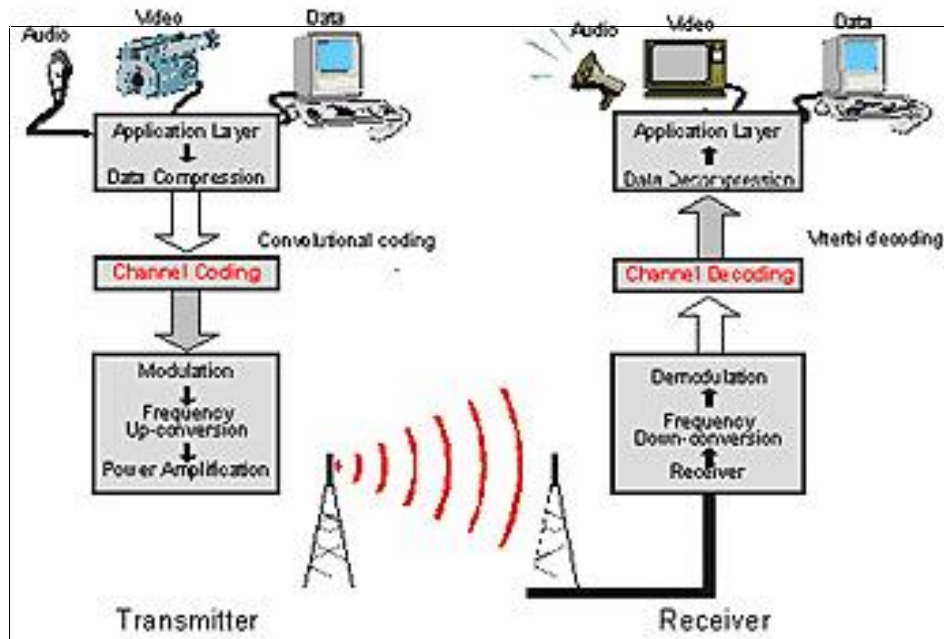 Audio
Video
Data
Application Layer
Data Compression
Convolutional coding
Channel Coding
Modulation
Frequency
Up-conversion
Power Amplification
Transmitter
Audio
Video
Data
Application Layer
Data Decompression
Viterbi decoding
Channel Decoding
Demodulation
Frequency
Down-conversion
Receiver
Receiver